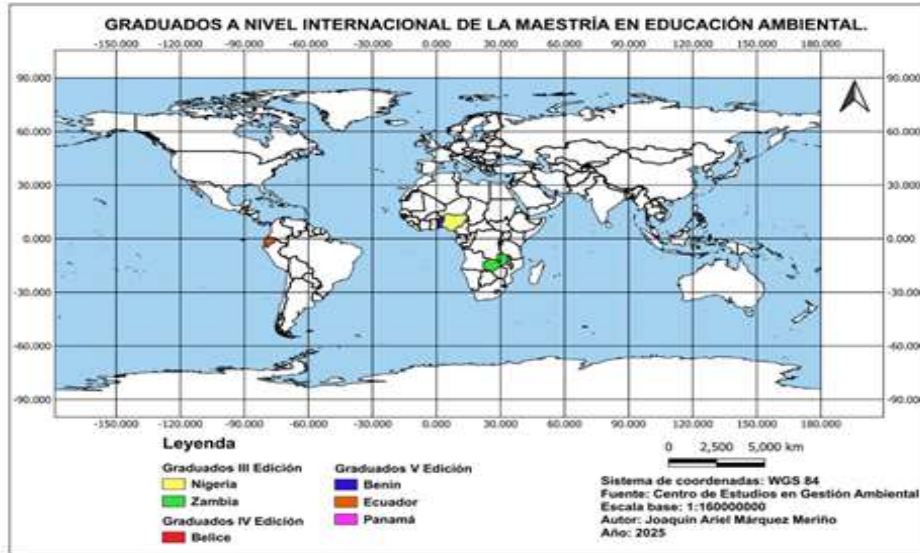 GRADUADOS A NIVEL INTERNACIONAL DE LA MAESTRÍA EN EDUCACIÓN AMBIENTAL.
-150.000 -120.000 -90.000 -60.000 -30.000 0.000 30.000 60.000 90.000 120.000 150.000 180.000
90.000 90.000
60.000 60.000
30.000 30.000
0.000 0.000
-30.000 -30.000
-60.000 -60.000
-90.000 -90.000
-150.000 -120.000 -90.000 -60.000 -30.000 0.000 30.000 60.000 90.000 120.000 150.000 180.000
Leyenda
Graduados III Edición
Nigeria
Zambia
Graduados IV Edición
Belice
Graduados V Edición
Benin
Ecuador
Panamá
0 2,500 5,000 km
Sistema de coordenadas: WGS 84
Fuente: Centro de Estudios en Gestión Ambiental
Escala base: 1:160000000
Autor: Joaquín Ariel Márquez Meriño
Año: 2025